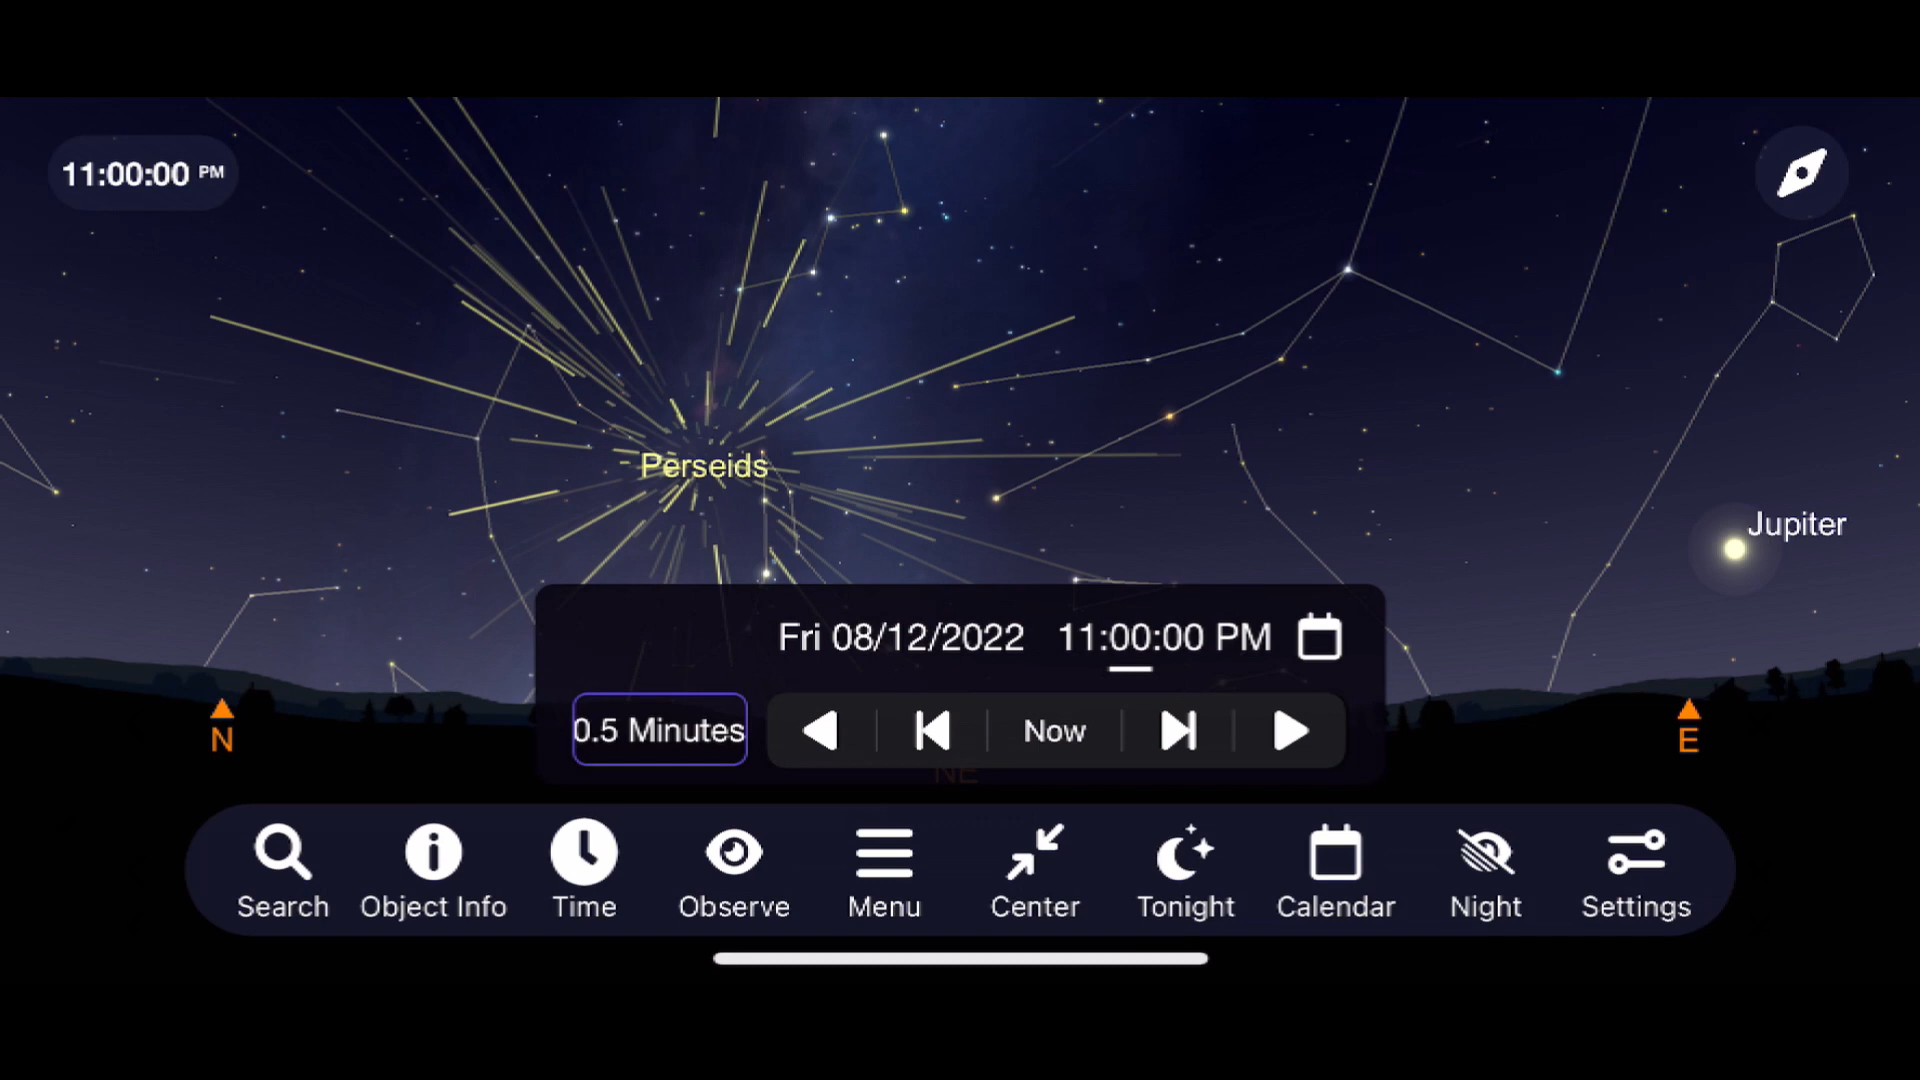 11:00:00 PM
Perseids
Jupiter
Fri 08/12/2022 11:00:00 PM
0.5 Minutes
Now
N
E
NE
Search
Object Info
Time
Observe
Menu
Center
Tonight
Calendar
Night
Settings